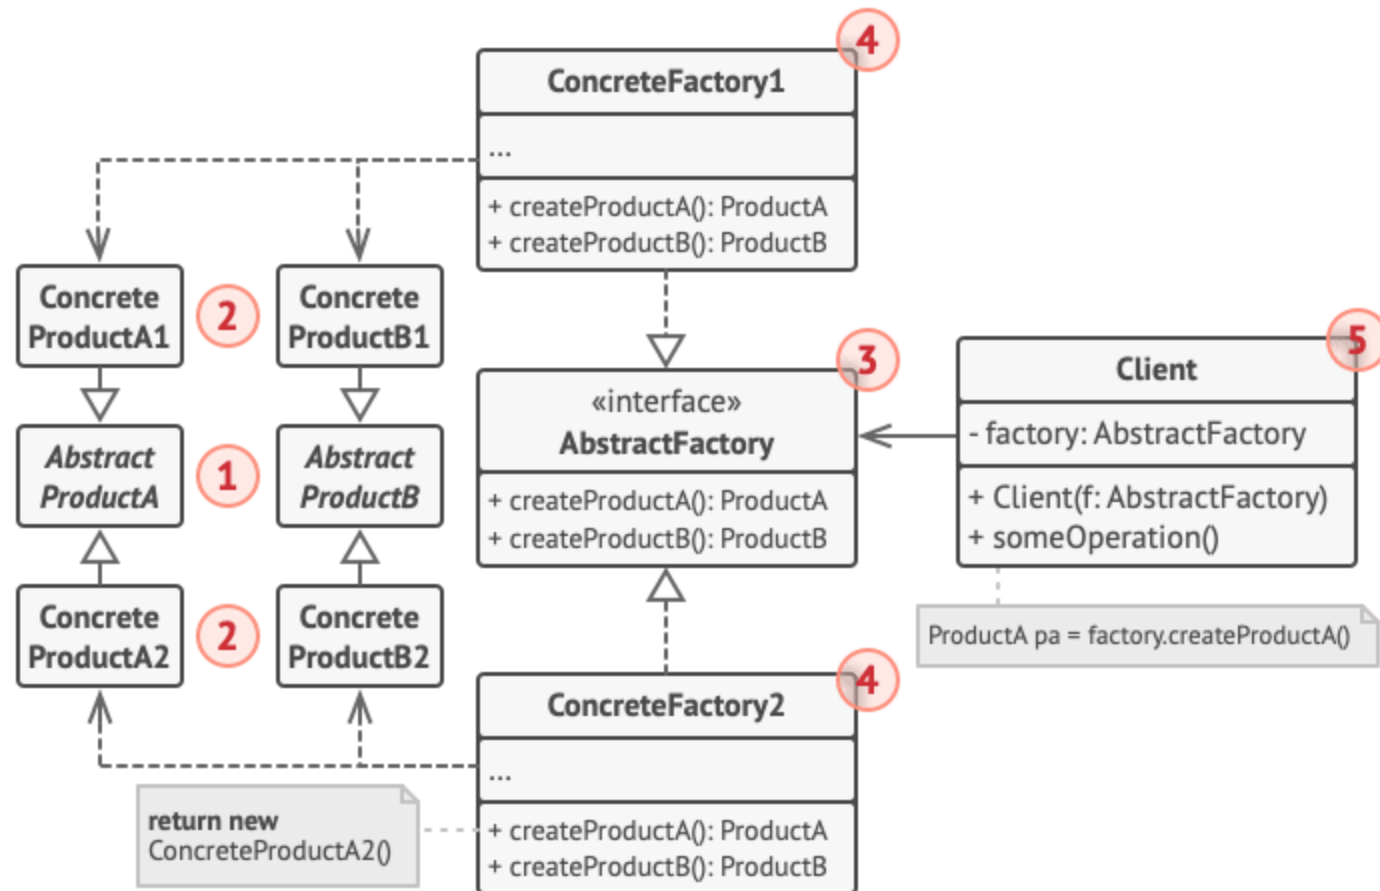 4
ConcreteFactory1
...
+ createProductA(): ProductA
+ createProductB(): ProductB
Concrete
ProductA1
2
Concrete
ProductB1
Abstract
ProductA
1
Abstract
ProductB
Concrete
ProductA2
2
Concrete
ProductB2
3
«interface»
AbstractFactory
+ createProductA(): ProductA
+ createProductB(): ProductB
5
Client
- factory: AbstractFactory
+ Client(f: AbstractFactory)
+ someOperation()
ProductA pa = factory.createProductA()
4
ConcreteFactory2
...
+ createProductA(): ProductA
+ createProductB(): ProductB
return new
ConcreteProductA2()